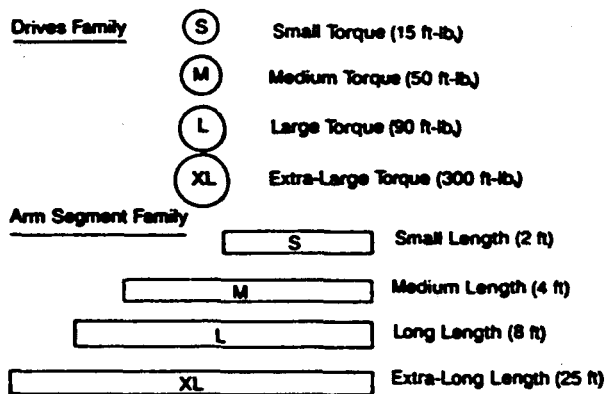 Drives Family S Small Torque (15 ft-lb.)
M Medium Torque (50 ft-lb.)
L Large Torque (90 ft-lb.)
XL Extra-Large Torque (300 ft-lb.)
Arm Segment Family
S Small Length (2 ft)
M Medium Length (4 ft)
L Long Length (8 ft)
XL Extra-Long Length (25 ft)